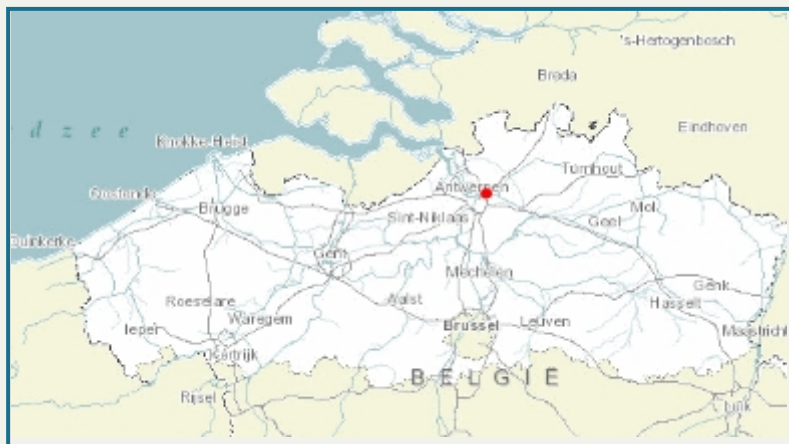 's-Hertogenbosch
Breda
Eindhoven
d z e e
Knokke-Heist
Turnhout
Antwerpen
Oostende
Brugge
Sint-Niklaas
Geel
Mol
Duinkerke
Gent
Mechelen
Genk
Roeselare
Aalst
Hasselt
Ieper
Waregem
Brussel
Leuven
Maastricht
Kortrijk
BELGIË
Rijsel
Luik